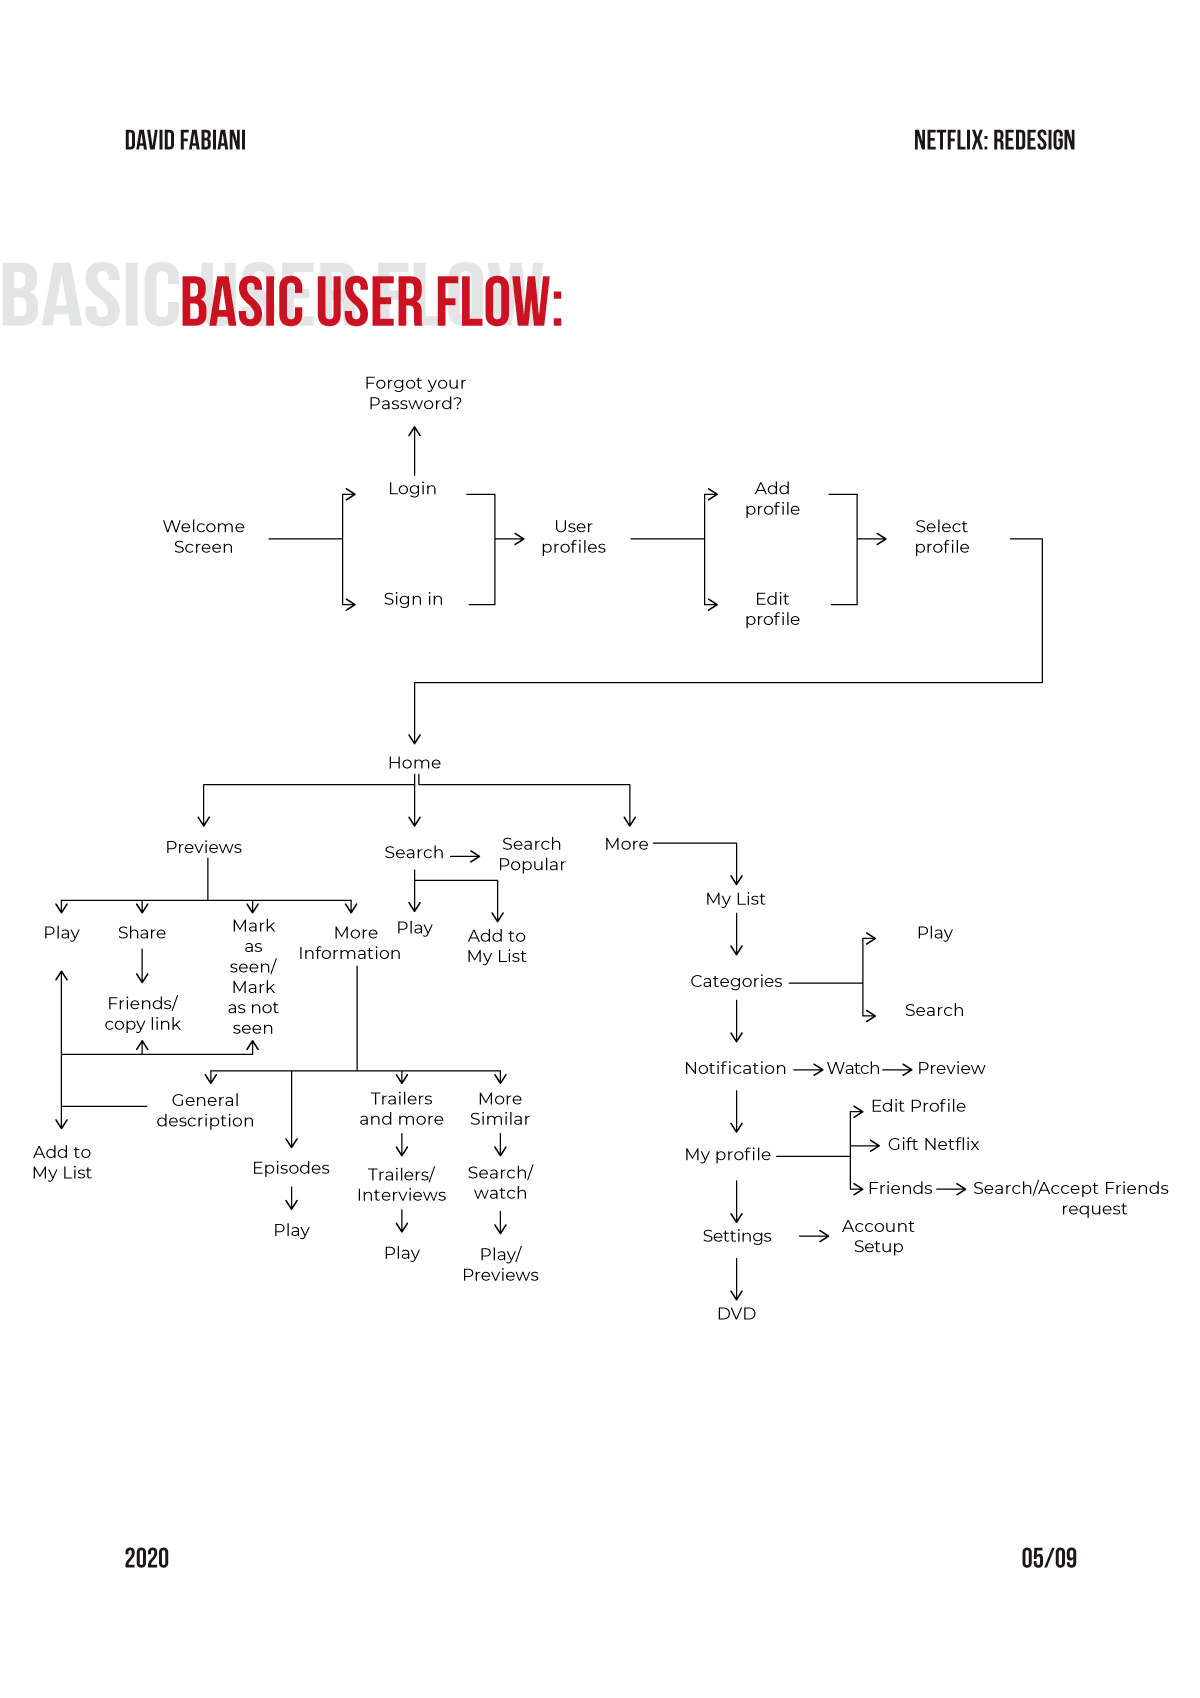 DAVID FABIANI
NETFLIX: REDESIGN
BASIC USER FLOW
BASIC USER FLOW:
Forgot your
Password?
Login
Welcome
Screen
Sign in
User
profiles
Add
profile
Edit
profile
Select
profile
Home
Previews
Search
Search
Popular
More
Play
Share
Mark
as
seen/
Mark
as not
seen
More
Information
Friends/
copy link
Play
Add to
My List
General
description
Add to
My List
Episodes
Play
Trailers
and more
Trailers/
Interviews
Play
More
Similar
Search/
watch
Play/
Previews
My List
Categories
Play
Search
Notification
Watch
Preview
My profile
Edit Profile
Gift Netflix
Friends
Search/Accept Friends
request
Settings
Account
Setup
DVD
2020
05/09